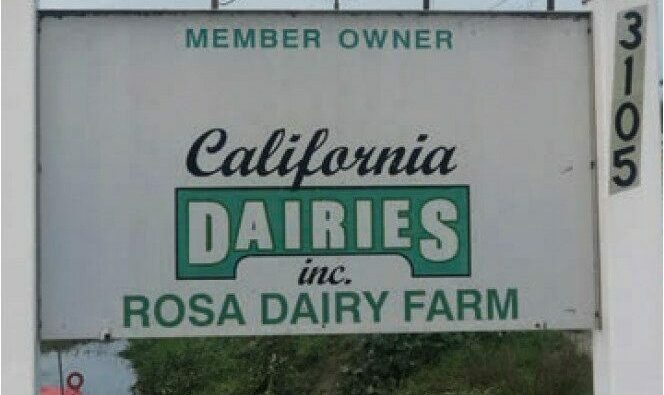 MEMBER OWNER
California
DAIRIES
inc.
ROSA DAIRY FARM
3105